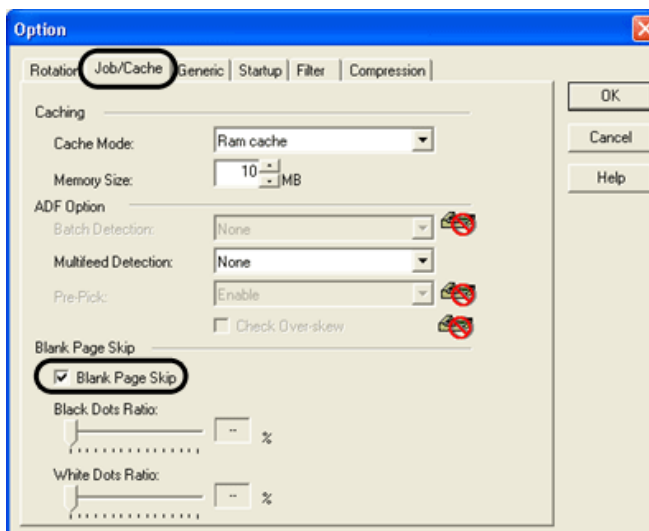 Option
Rotation Job/Cache Generic Startup Filter Compression
OK
Cancel
Help
Caching
Cache Mode: Ram cache
Memory Size: 10 MB
ADF Option
Batch Detection: None
Multifeed Detection: None
Pre-Pick: Enable
Check Over-skew
Blank Page Skip
Blank Page Skip
Black Dots Ratio:
-- %
White Dots Ratio:
-- %